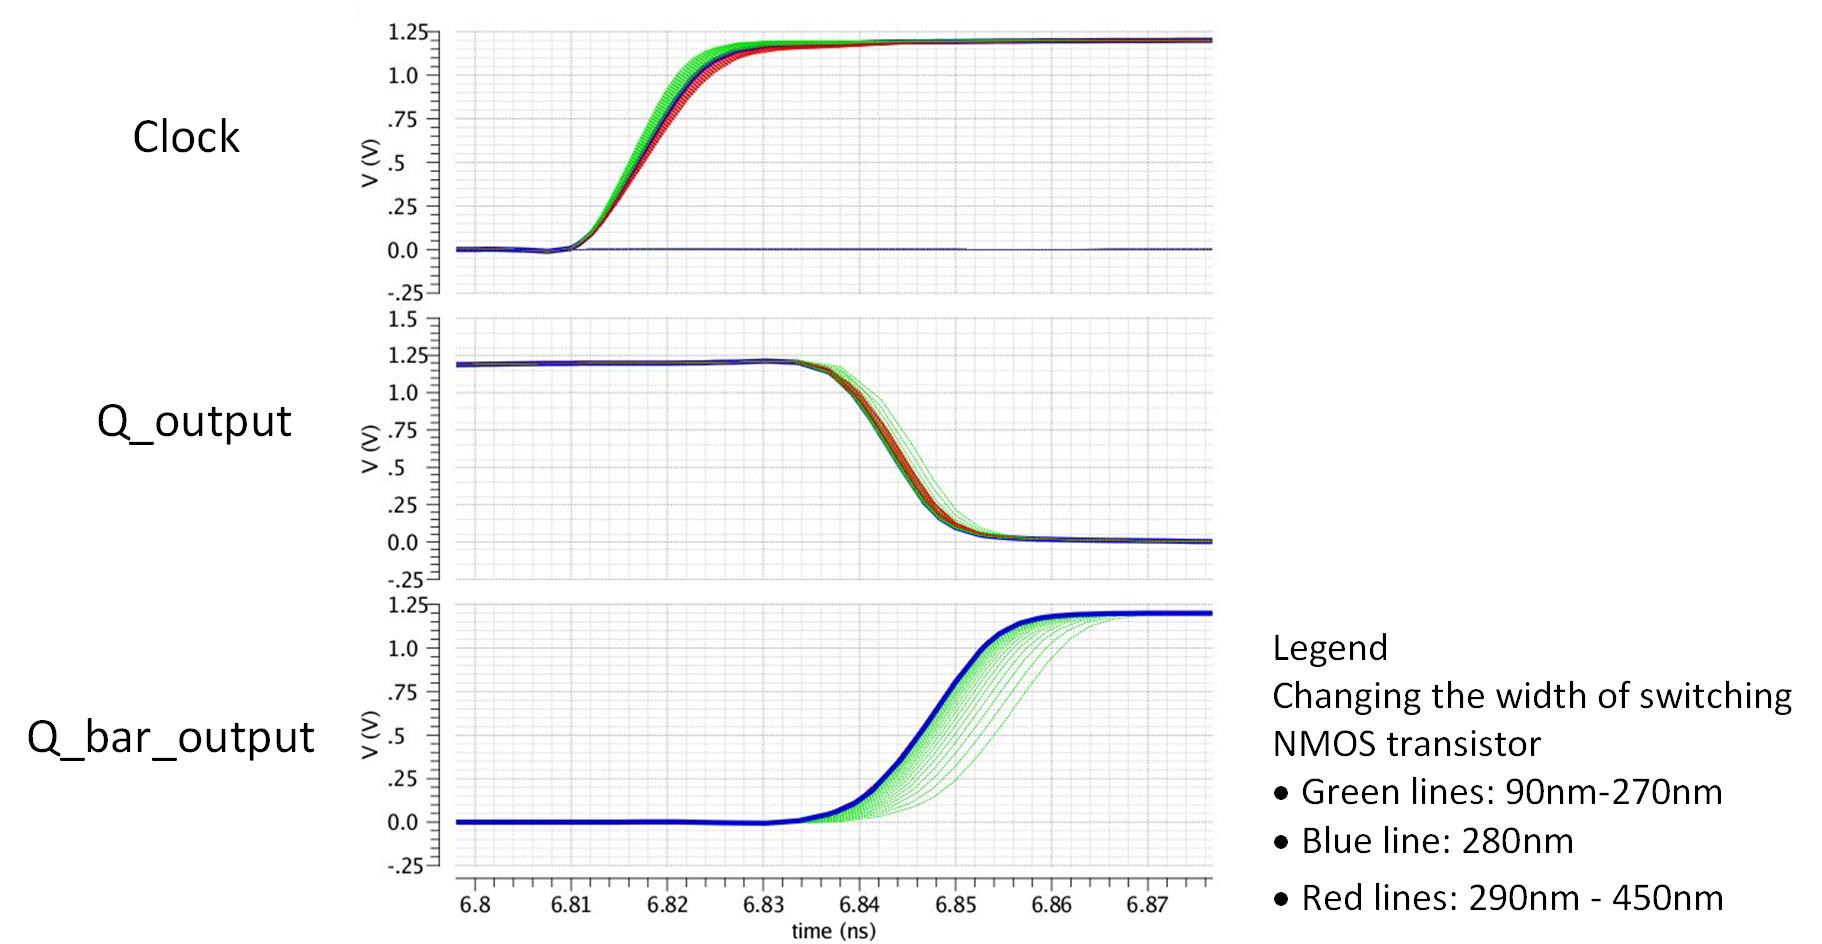 Clock
V (V)
1.25
1.0
.75
.5
.25
0.0
-.25
Q_output
V (V)
1.5
1.25
1.0
.75
.5
.25
0.0
-.25
Q_bar_output
V (V)
1.25
1.0
.75
.5
.25
0.0
-.25
6.8 6.81 6.82 6.83 6.84 6.85 6.86 6.87
time (ns)
Legend
Changing the width of switching
NMOS transistor
• Green lines: 90nm-270nm
• Blue line: 280nm
• Red lines: 290nm - 450nm